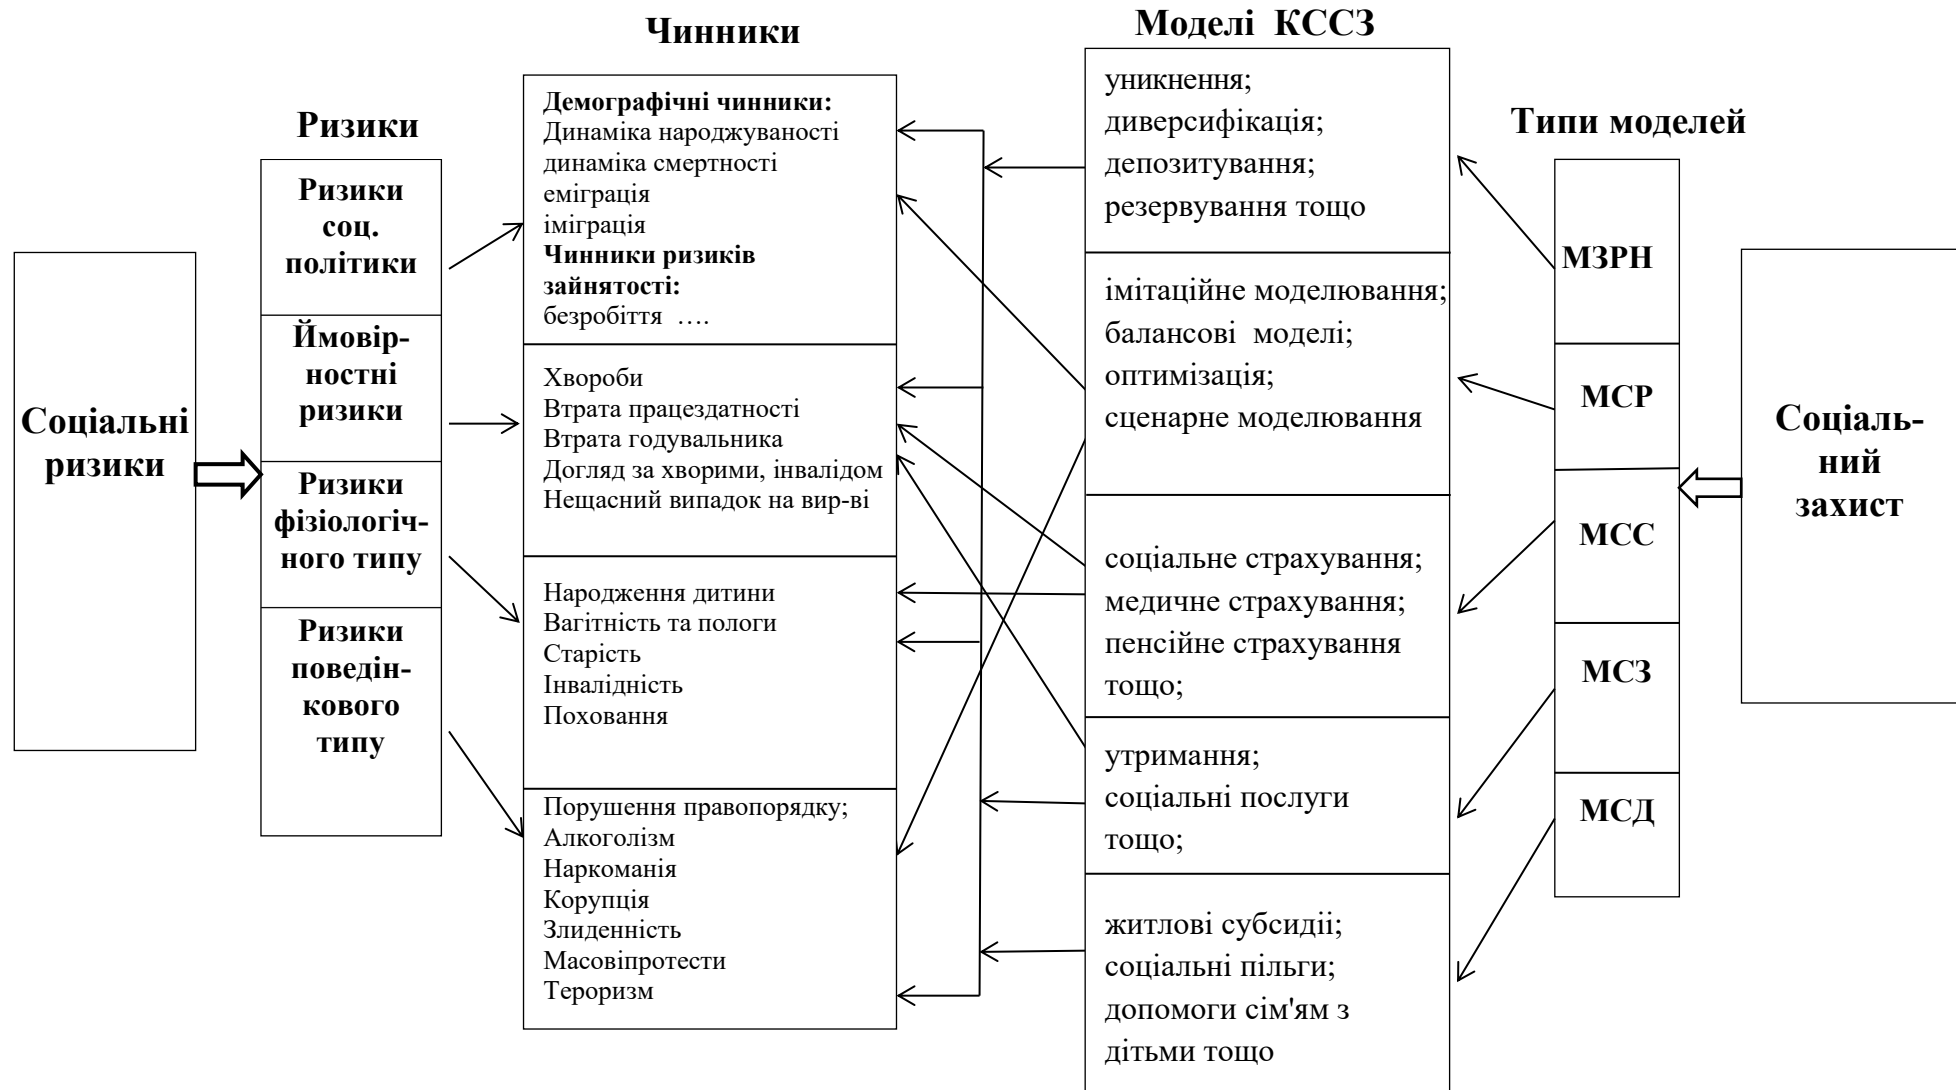 Соціальні
ризики
Ризики
Ризики
соц.
політики
Ймовір-
ностні
ризики
Ризики
фізіологіч-
ного типу
Ризики
поведін-
кового
типу
Чинники
Демографічні чинники:
Динаміка народжуваності
динаміка смертності
еміграція
іміграція
Чинники ризиків
зайнятості:
безробіття ….
Хвороби
Втрата працездатності
Втрата годувальника
Догляд за хворими, інвалідом
Нещасний випадок на вир-ві
Народження дитини
Вагітність та пологи
Старість
Інвалідність
Поховання
Порушення правопорядку;
Алкоголізм
Наркоманія
Корупція
Злиденність
Масовіпротести
Тероризм
Моделі КССЗ
уникнення;
диверсифікація;
депозитування;
резервування тощо
імітаційне моделювання;
балансові моделі;
оптимізація;
сценарне моделювання
соціальне страхування;
медичне страхування;
пенсійне страхування
тощо;
утримання;
соціальні послуги
тощо;
житлові субсидіі;
соціальні пільги;
допомоги сім'ям з
дітьми тощо
Типи моделей
МЗРН
МСР
МСС
МСЗ
МСД
Соціаль-
ний
захист